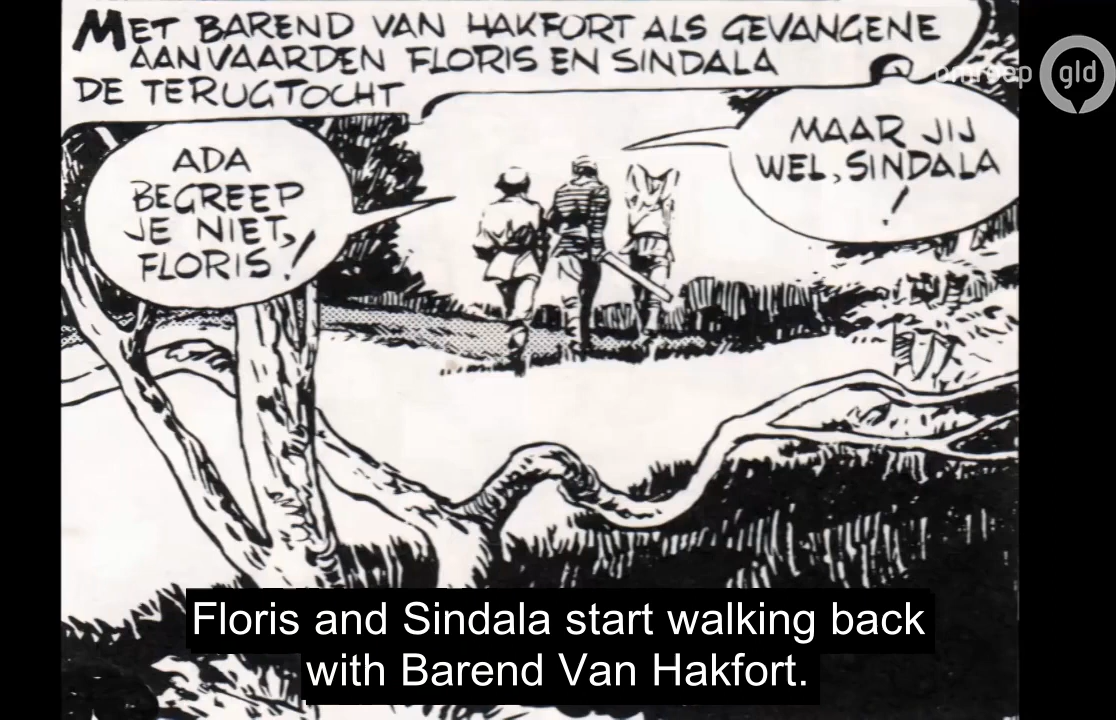 MET BAREND VAN HAKFORT ALS GEVANGENE
AANVAARDEN FLORIS EN SINDALA
DE TERUGTOCHT
omroep gld
ADA
BEGREEP
JE NIET,
FLORIS!
MAAR JIJ
WEL, SINDALA
!
Floris and Sindala start walking back
with Barend Van Hakfort.